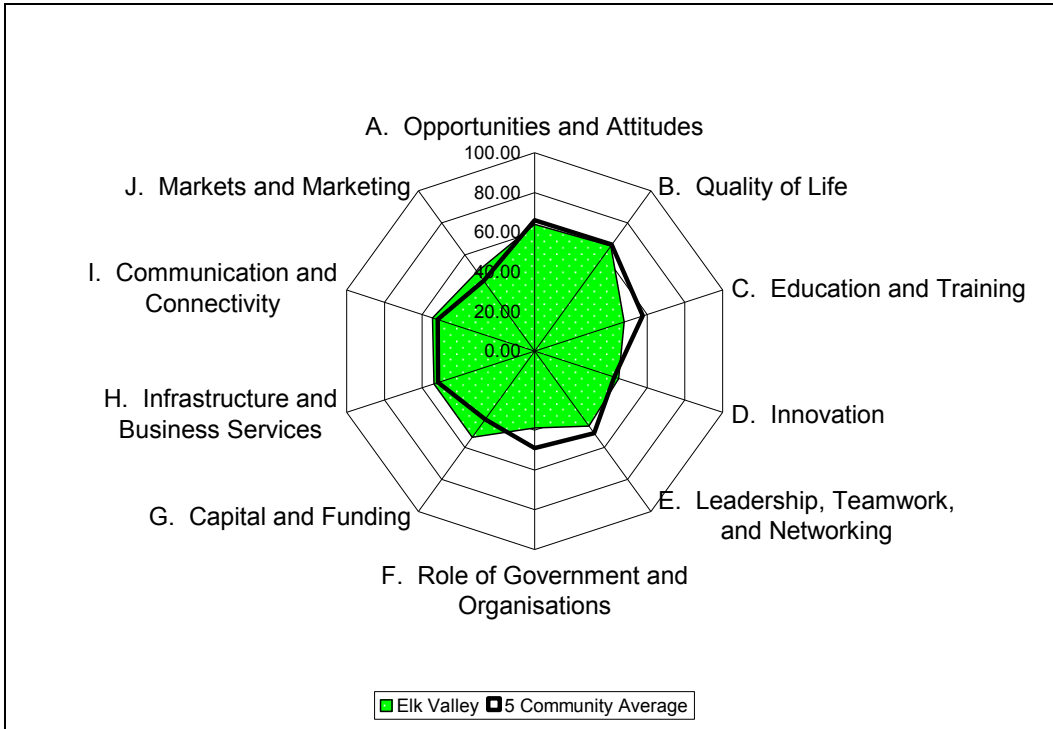 A. Opportunities and Attitudes
100.00
J. Markets and Marketing
B. Quality of Life
80.00
60.00
I. Communication and
Connectivity
40.00
C. Education and Training
20.00
0.00
H. Infrastructure and
Business Services
D. Innovation
G. Capital and Funding
E. Leadership, Teamwork,
and Networking
F. Role of Government and
Organisations
Elk Valley
5 Community Average